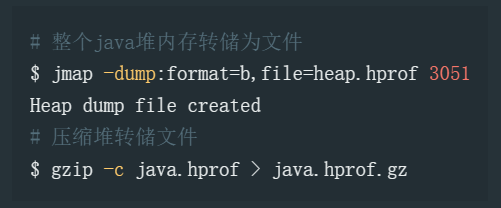 # 整个java堆内存转储为文件
$ jmap -dump:format=b,file=heap.hprof 3051
Heap dump file created
# 压缩堆转储文件
$ gzip -c java.hprof > java.hprof.gz